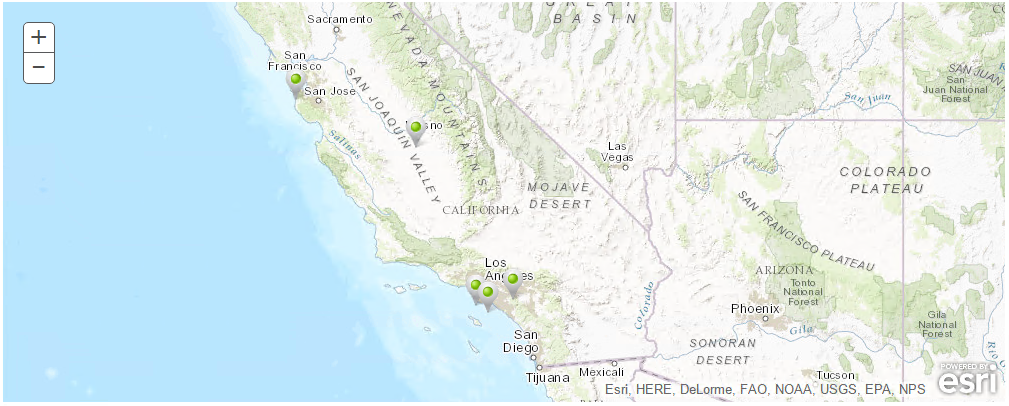 GREAT
BASIN
+
−
Sacramento
San
Francisco
San Jose
NEVADA MOUNTAINS
SAN JOAQUIN VALLEY
Salinas
Las
Vegas
MOJAVE
DESERT
CALIFORNIA
San Juan
SAN JUAN
San
Juan National
Forest
COLORADO
PLATEAU
SAN FRANCISCO PLATEAU
ARIZONA
Tonto
National
Forest
Los
Colorado
Phoenix
Gila
Gila
National
Forest
San
Diego
SONORAN
DESERT
Tijuana
Mexicali
Tucson
Esri, HERE, DeLorme, FAO, NOAA, USGS, EPA, NPS
POWERED BY
esri